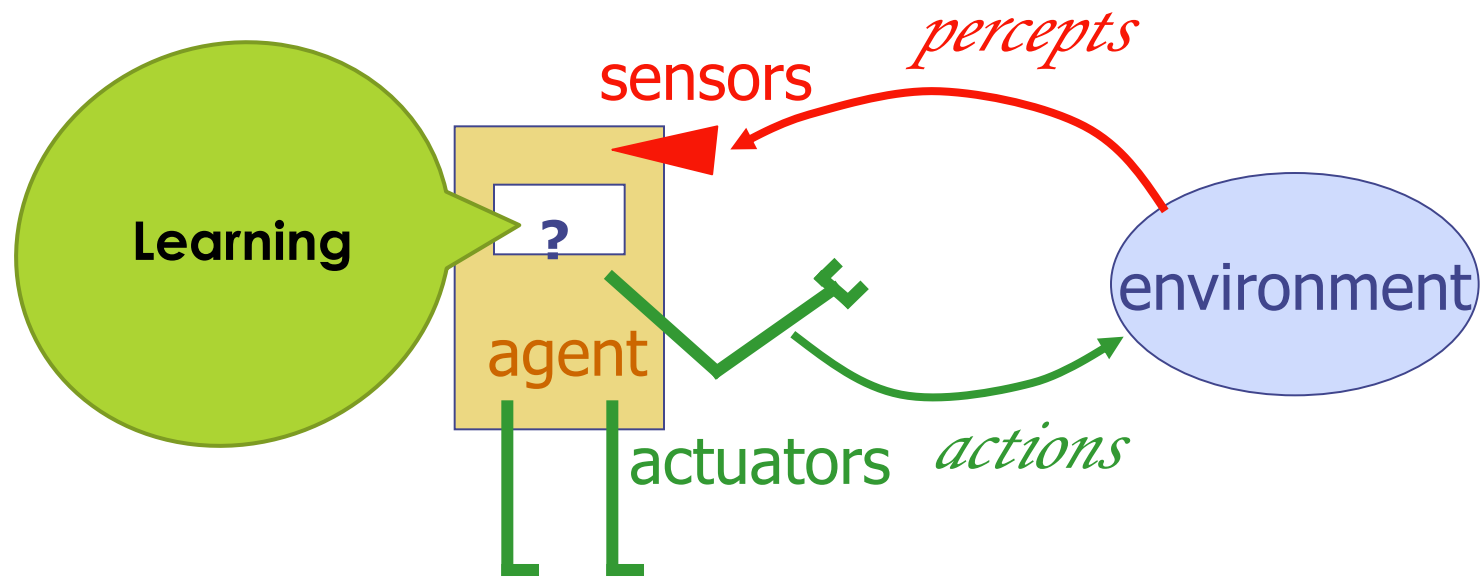 percepts
sensors
Learning
?
environment
agent
actuators
actions